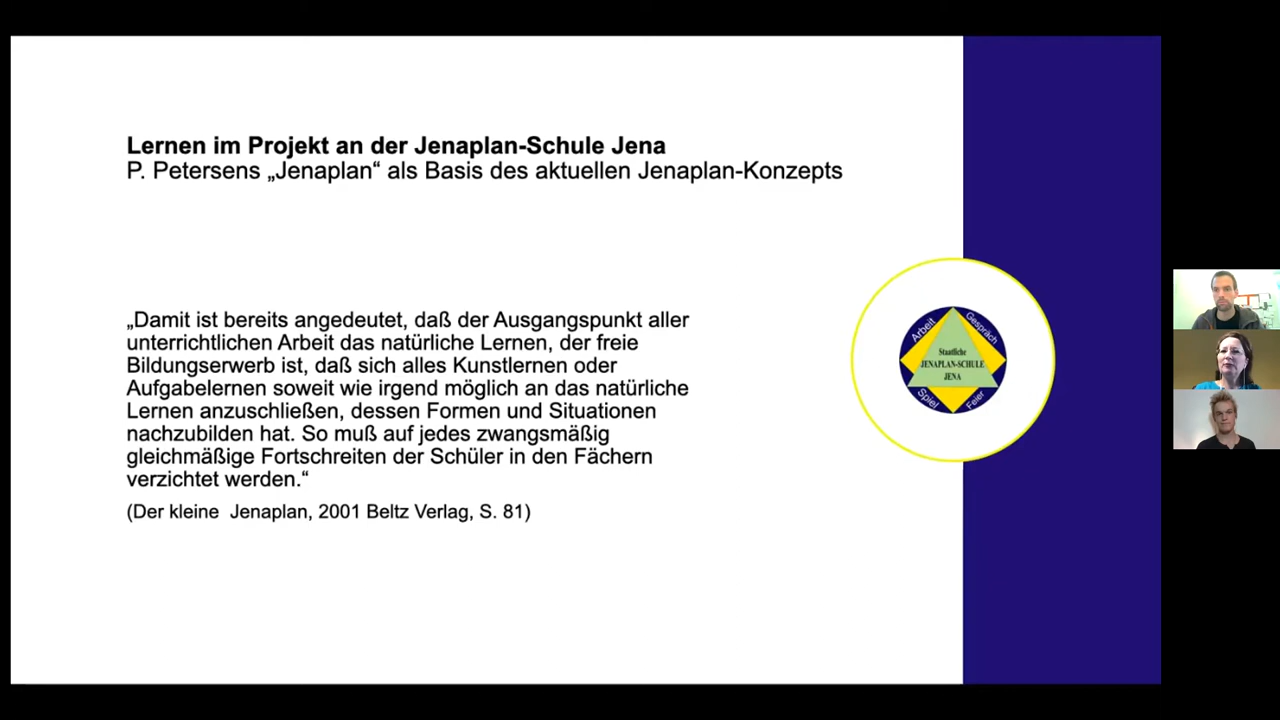 Lernen im Projekt an der Jenaplan-Schule Jena
P. Petersens „Jenaplan“ als Basis des aktuellen Jenaplan-Konzepts
„Damit ist bereits angedeutet, daß der Ausgangspunkt aller
unterrichtlichen Arbeit das natürliche Lernen, der freie
Bildungserwerb ist, daß sich alles Kunstlernen oder
Aufgabelernen soweit wie irgend möglich an das natürliche
Lernen anzuschließen, dessen Formen und Situationen
nachzubilden hat. So muß auf jedes zwangsmäßig
gleichmäßige Fortschreiten der Schüler in den Fächern
verzichtet werden.“
(Der kleine  Jenaplan, 2001 Beltz Verlag, S. 81)
Arbeit
Gespräch
Staatliche
JENAPLAN-SCHULE
JENA
Spiel
Feier